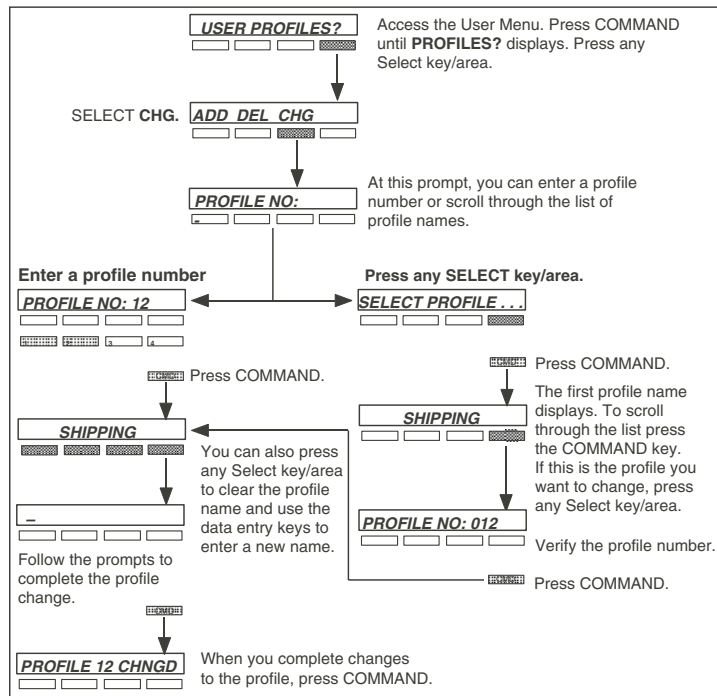 USER PROFILES?
Access the User Menu. Press COMMAND
until PROFILES? displays. Press any
Select key/area.
SELECT CHG.
ADD DEL CHG
PROFILE NO:
At this prompt, you can enter a profile
number or scroll through the list of
profile names.
Enter a profile number
PROFILE NO: 12
1 2 3 4
Press any SELECT key/area.
SELECT PROFILE . . .
CMD
Press COMMAND.
SHIPPING
You can also press
any Select key/area
to clear the profile
name and use the
data entry keys to
enter a new name.
_
Follow the prompts to
complete the profile
change.
CMD
Press COMMAND.
The first profile name
displays. To scroll
through the list press
the COMMAND key.
If this is the profile you
want to change, press
any Select key/area.
SHIPPING
PROFILE NO: 012
Verify the profile number.
CMD
Press COMMAND.
CMD
PROFILE 12 CHNGD
When you complete changes
to the profile, press COMMAND.